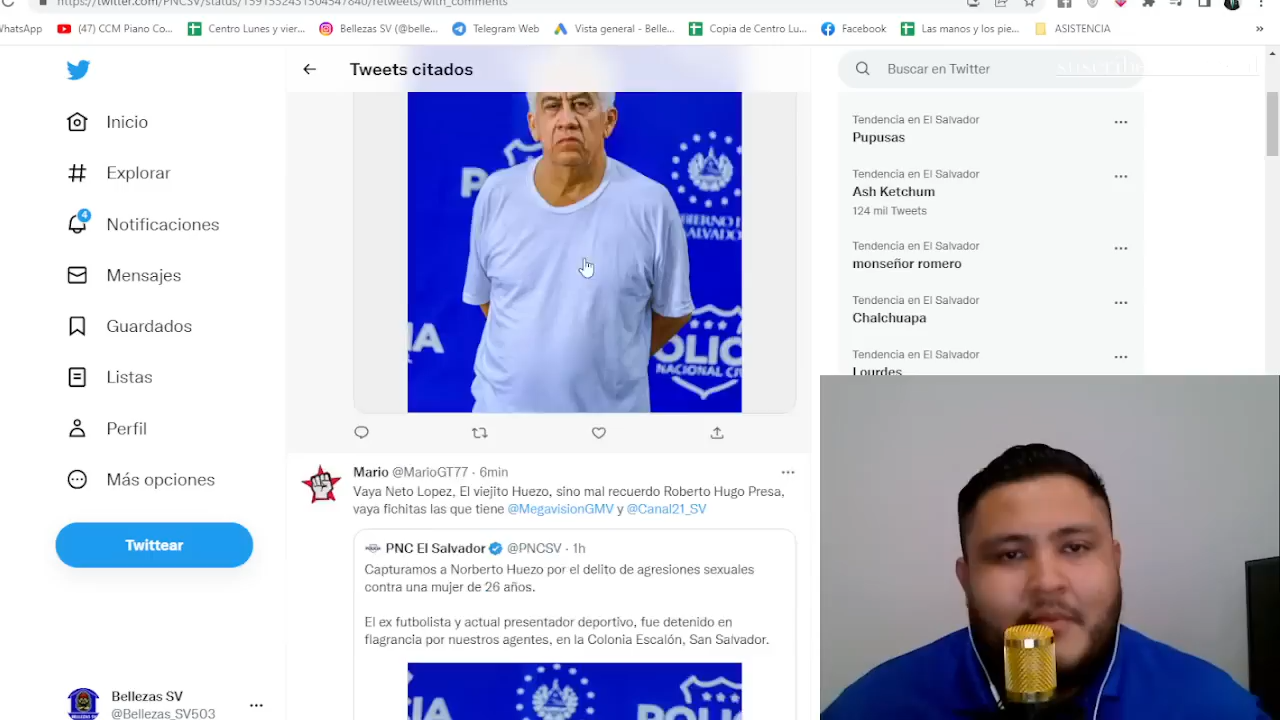 https://twitter.com/PNCSV/status/1591532431504547840/retweets/with_comments
WhatsApp
(47) CCM Piano Co...
Centro Lunes y vier...
Bellezas SV (@belle...
Telegram Web
Vista general - Belle...
Copia de Centro Lu...
Facebook
Las manos y los pie...
ASISTENCIA
»
Tweets citados
Buscar en Twitter
Inicio
Explorar
4
Notificaciones
Mensajes
Guardados
Listas
Perfil
Más opciones
Twittear
Bellezas SV
@Bellezas_SV503
POLIC
NACIONAL CIV
Mario @MarioGT77 · 6min
Vaya Neto Lopez, El viejito Huezo, sino mal recuerdo Roberto Hugo Presa,
vaya fichitas las que tiene @MegavisionGMV y @Canal21_SV
PNC El Salvador @PNCSV · 1h
Capturamos a Norberto Huezo por el delito de agresiones sexuales
contra una mujer de 26 años.
El ex futbolista y actual presentador deportivo, fue detenido en
flagrancia por nuestros agentes, en la Colonia Escalón, San Salvador.
Tendencia en El Salvador
Pupusas
Tendencia en El Salvador
Ash Ketchum
124 mil Tweets
Tendencia en El Salvador
monseñor romero
Tendencia en El Salvador
Chalchuapa
Tendencia en El Salvador
Lourdes